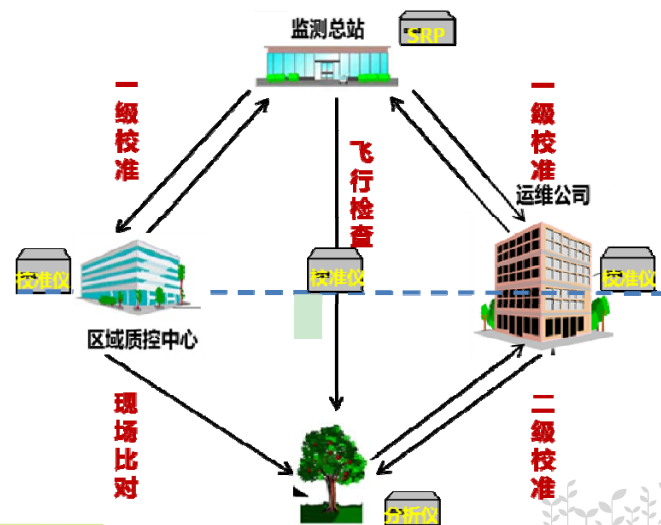 监测总站
SRP
一级校准
一级校准
飞行检查
运维公司
校准仪
校准仪
校准仪
区域质控中心
现场比对
二级校准
分析仪